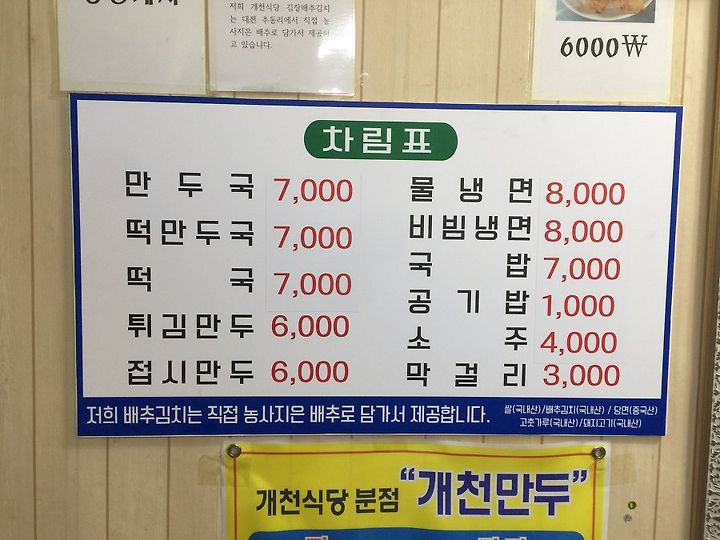 저희 개천식당 김장배추김치
는 대전 추동리에서 직접 농
사지은 배추로 담가서 제공하
고 있습니다.
6000₩
차림표
만두국 7,000
떡만두국 7,000
떡국 7,000
튀김만두 6,000
접시만두 6,000
물냉면 8,000
비빔냉면 8,000
국밥 7,000
공기밥 1,000
소주 4,000
막걸리 3,000
저희 배추김치는 직접 농사지은 배추로 담가서 제공합니다.
쌀(국내산)/배추김치(국내산) / 당면(중국산)
고춧가루(국내산)/돼지고기(국내산)
개천식당 분점 "개천만두"